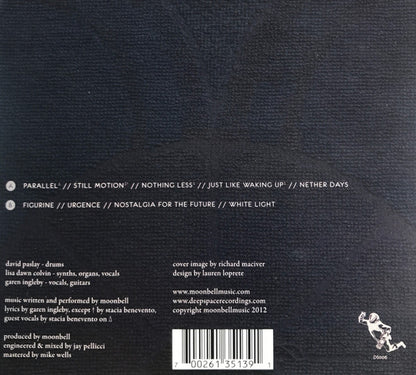 A PARALLEL¹ // STILL MOTION¹† // NOTHING LESS¹ // JUST LIKE WAKING UP¹ // NETHER DAYS
B FIGURINE // URGENCE // NOSTALGIA FOR THE FUTURE // WHITE LIGHT
david paslay - drums
lisa dawn colvin - synths, organs, vocals
garen ingleby - vocals, guitars
music written and performed by moonbell
lyrics by garen ingleby, except † by stacia benevento,
guest vocals by stacia benevento on
produced by moonbell
engineered & mixed by jay pellicci
mastered by mike wells
cover image by richard maciver
design by lauren loprete
www.moonbellmusic.com
www.deepspacerecordings.com
copyright moonbellmusic 2012
7 00261 35139 1
DS006